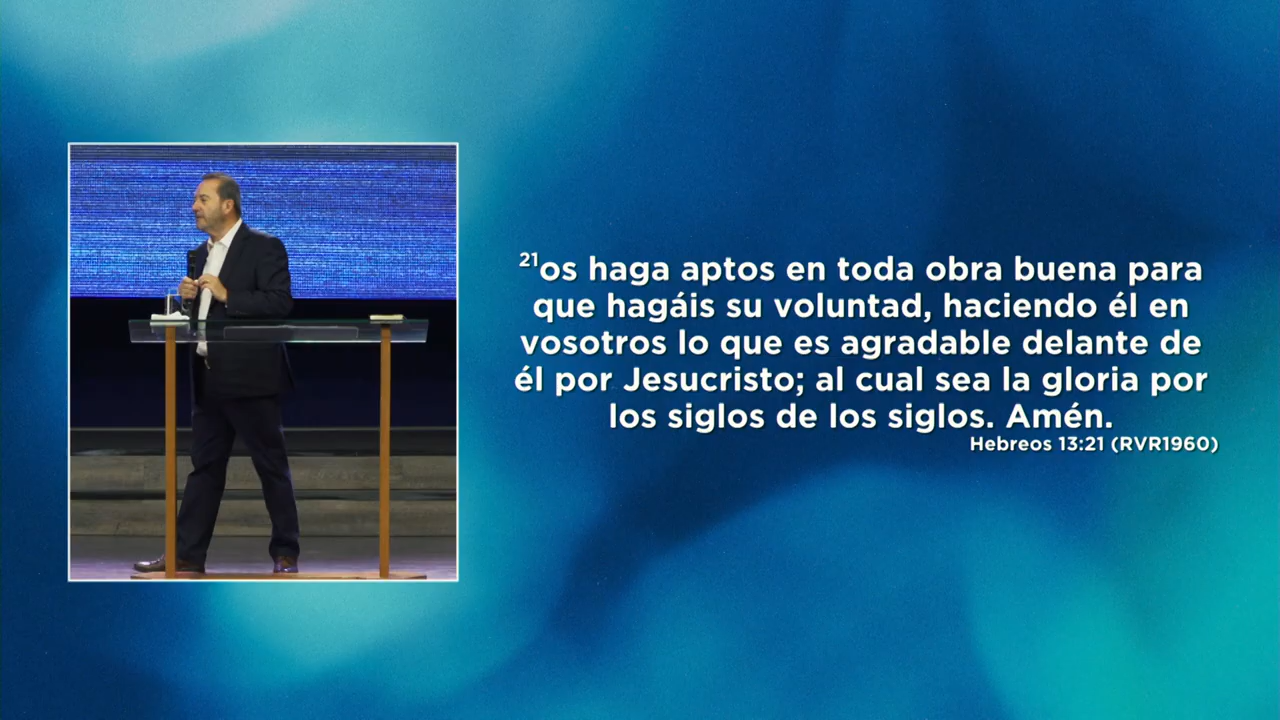 21os haga aptos en toda obra buena para
que hagáis su voluntad, haciendo él en
vosotros lo que es agradable delante de
él por Jesucristo; al cual sea la gloria por
los siglos de los siglos. Amén.
Hebreos 13:21 (RVR1960)